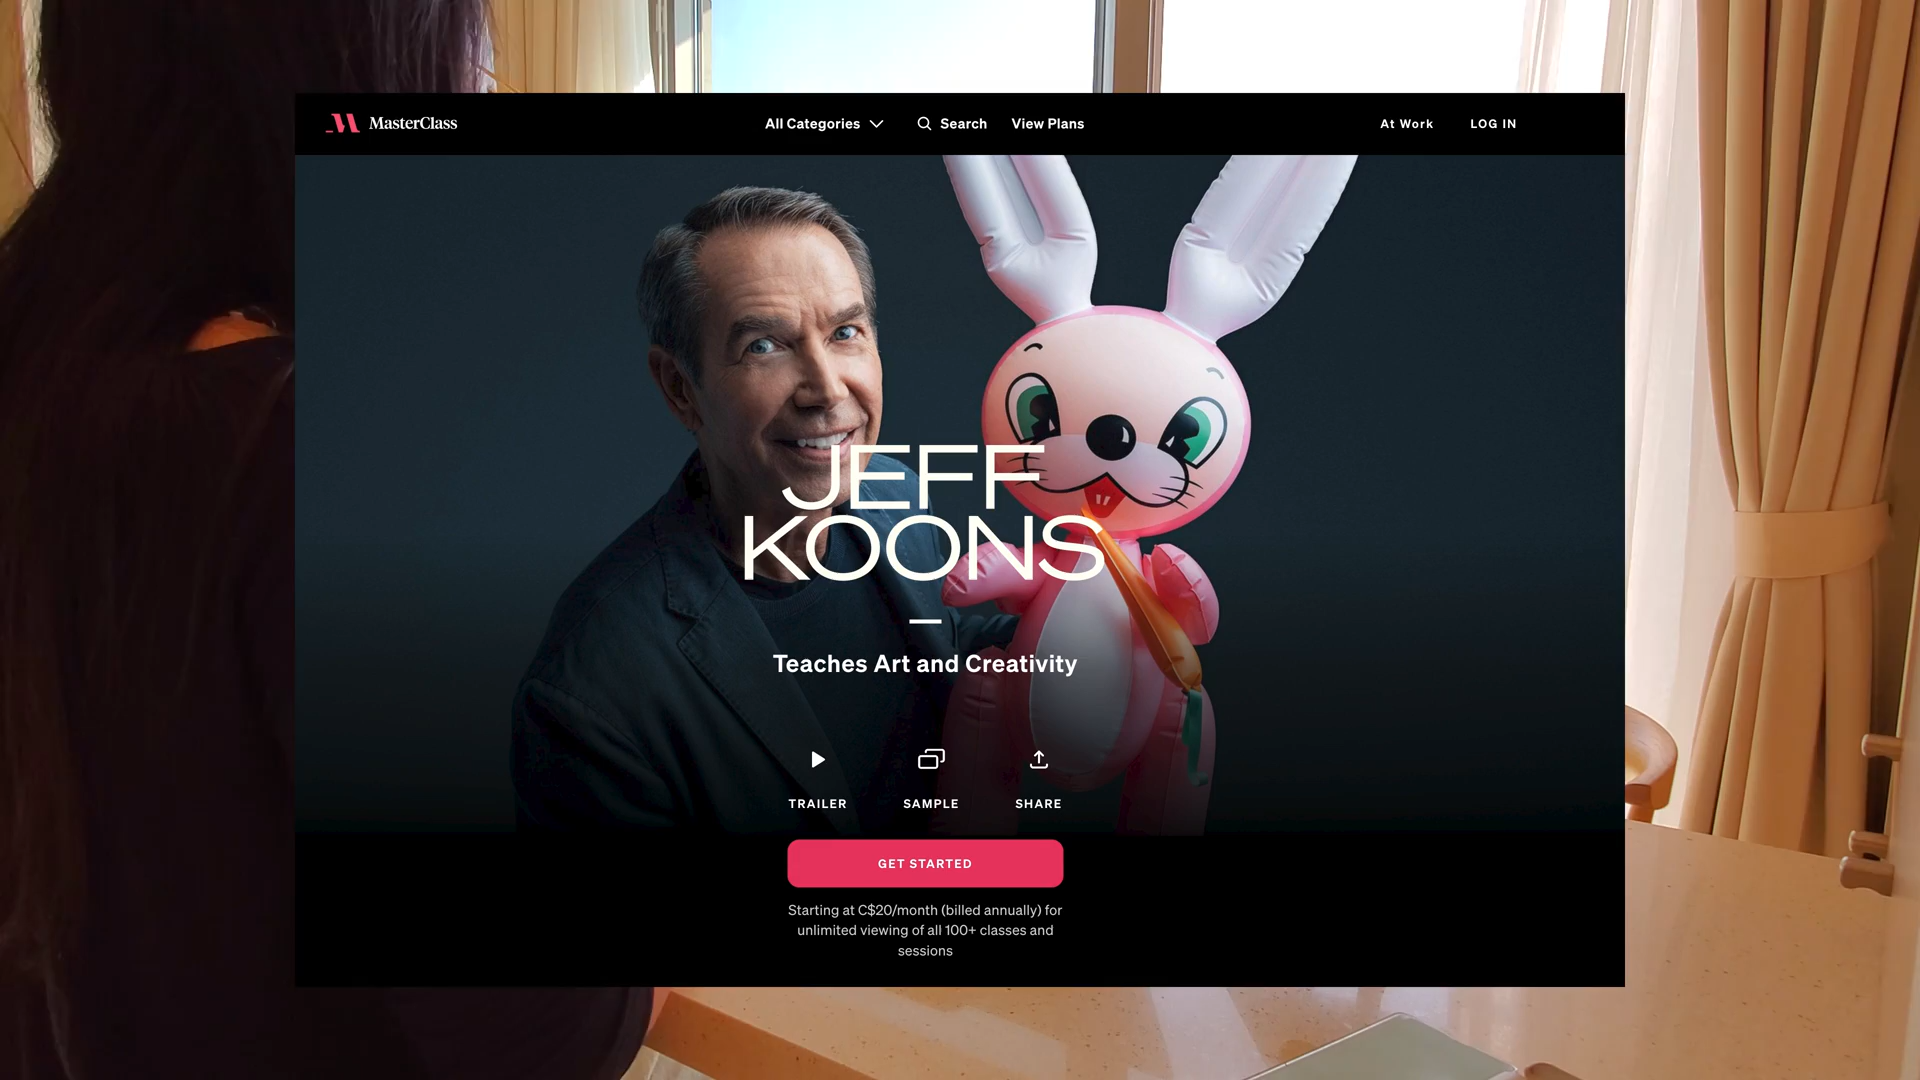 MasterClass
All Categories
Search
View Plans
At Work
LOG IN
JEFF
KOONS
Teaches Art and Creativity
TRAILER
SAMPLE
SHARE
GET STARTED
Starting at C$20/month (billed annually) for
unlimited viewing of all 100+ classes and
sessions